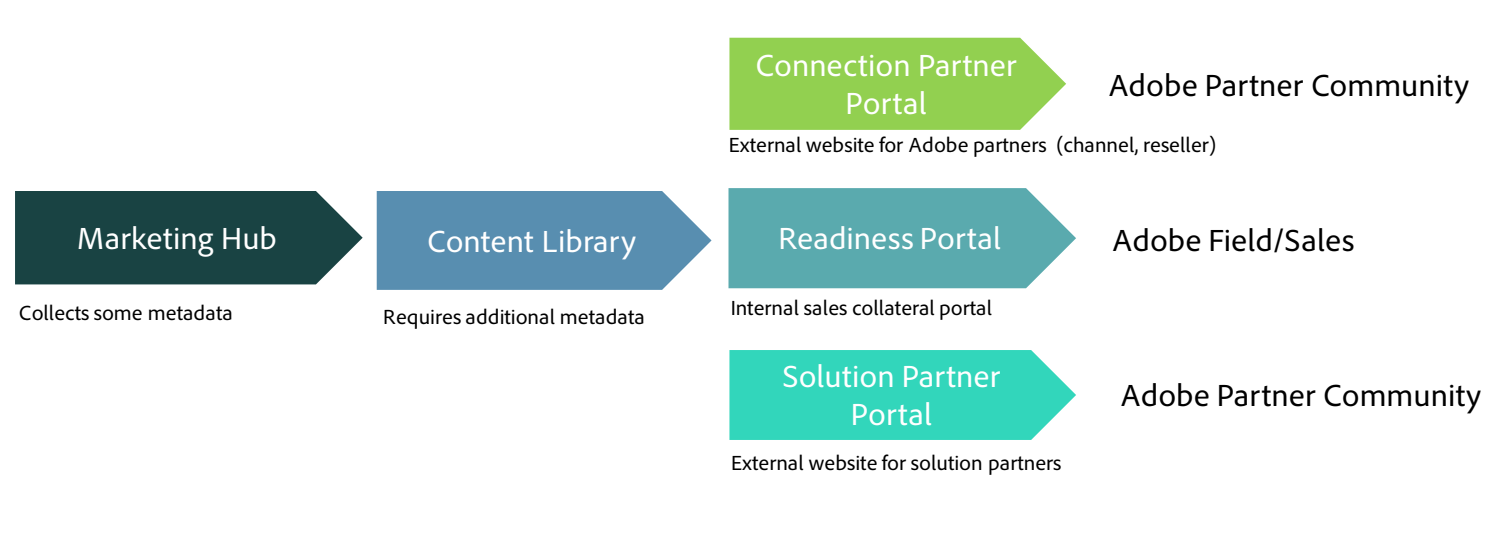 Connection Partner
Portal
Adobe Partner Community
External website for Adobe partners (channel, reseller)
Marketing Hub
Collects some metadata
Content Library
Requires additional metadata
Readiness Portal
Adobe Field/Sales
Internal sales collateral portal
Solution Partner
Portal
Adobe Partner Community
External website for solution partners